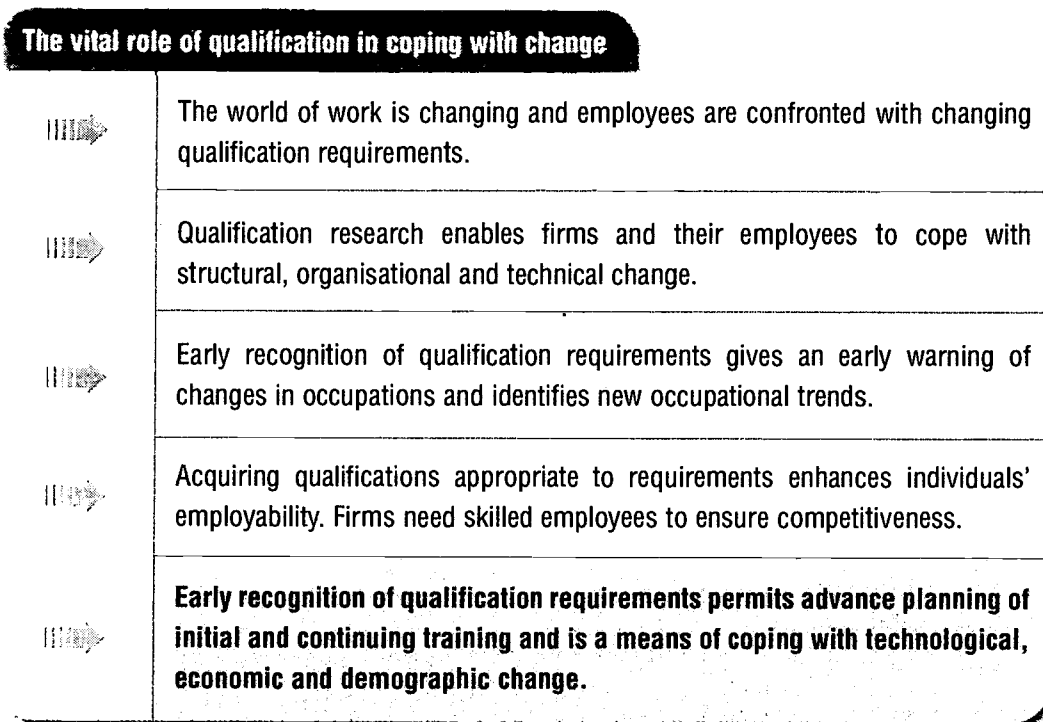 The vital role of qualification in coping with change
The world of work is changing and employees are confronted with changing
qualification requirements.
Qualification research enables firms and their employees to cope with
structural, organisational and technical change.
Early recognition of qualification requirements gives an early warning of
changes in occupations and identifies new occupational trends.
Acquiring qualifications appropriate to requirements enhances individuals’
employability. Firms need skilled employees to ensure competitiveness.
Early recognition of qualification requirements permits advance planning of
initial and continuing training and is a means of coping with technological,
economic and demographic change.